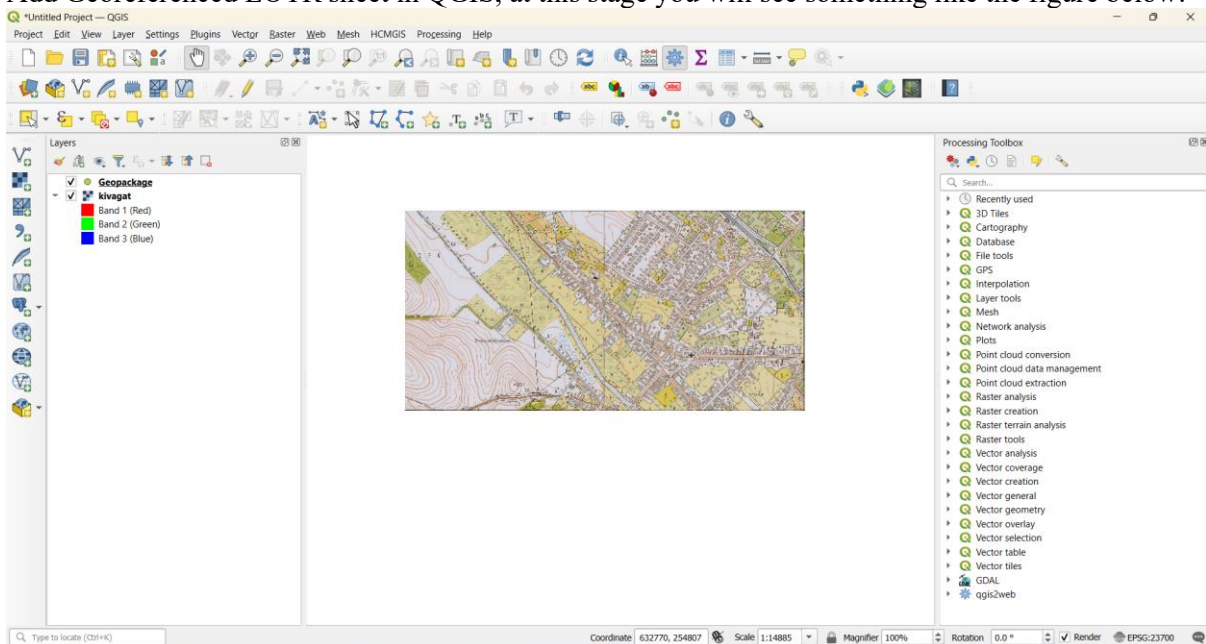 Add Georeferenced EOTR sheet in QGIS, at this stage you will see something like the figure below:
*Untitled Project — QGIS
Project Edit View Layer Settings Plugins Vector Raster Web Mesh HCMGIS Processing Help
Layers
Geopackage
kivagat
Band 1 (Red)
Band 2 (Green)
Band 3 (Blue)
Processing Toolbox
Search...
Recently used
3D Tiles
Cartography
Database
File tools
GPS
Interpolation
Layer tools
Mesh
Network analysis
Plots
Point cloud conversion
Point cloud data management
Point cloud extraction
Raster analysis
Raster creation
Raster terrain analysis
Raster tools
Vector analysis
Vector coverage
Vector creation
Vector general
Vector geometry
Vector overlay
Vector selection
Vector table
Vector tiles
GDAL
qgis2web
Type to locate (Ctrl+K)
Coordinate 632770, 254807 Scale 1:14885 Magnifier 100% Rotation 0.0 ° Render EPSG:23700